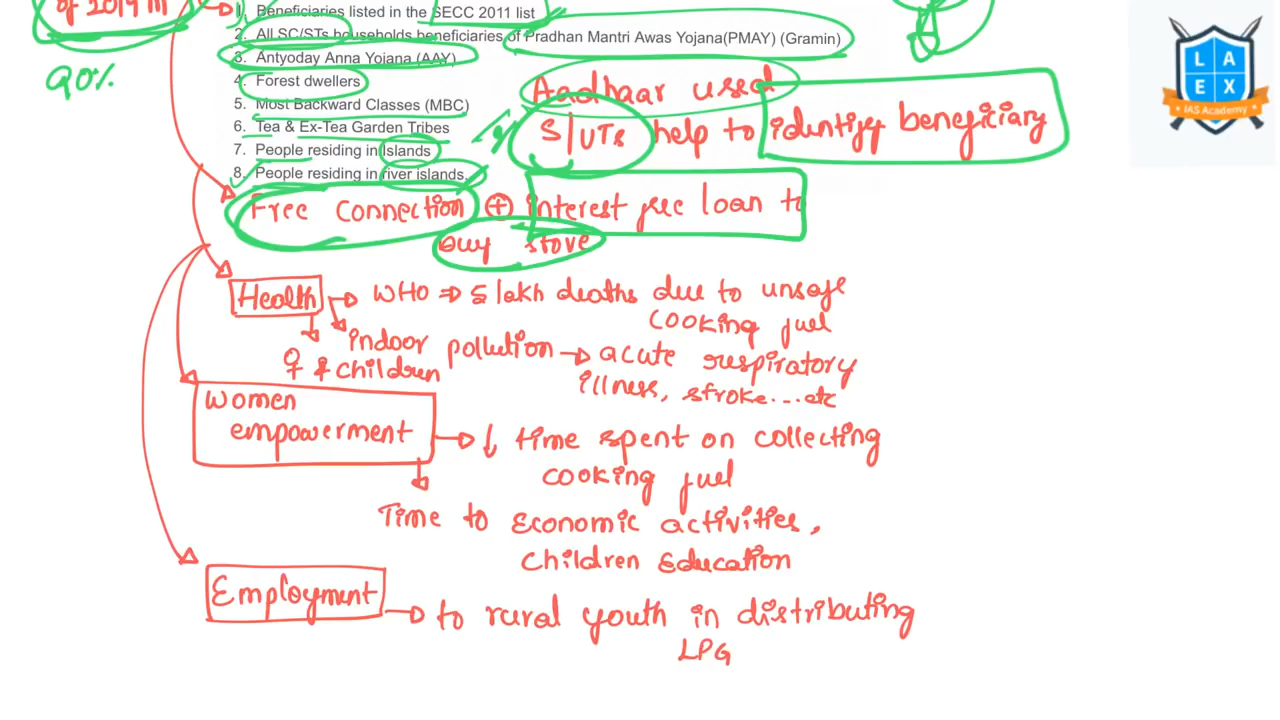 of 2019 in
90%
1. Beneficiaries listed in the SECC 2011 list
2. All SC/STs households beneficiaries of Pradhan Mantri Awas Yojana(PMAY) (Gramin)
3. Antyoday Anna Yojana (AAY)
4. Forest dwellers
5. Most Backward Classes (MBC)
6. Tea & Ex-Tea Garden Tribes
7. People residing in Islands
8. People residing in river islands.
Aadhaar used
S/UTs help to identify beneficiary
Free connection + interest free loan to
buy stove
Health → WHO ⇒ 5 lakh deaths due to unsafe
cooking fuel
indoor pollution → acute respiratory
illness, stroke...etc
♀ & children
Women
empowerment → ↓ time spent on collecting
cooking fuel
Time to Economic activities,
Children Education
Employment → to rural youth in distributing
LPG
LAEX
IAS Academy